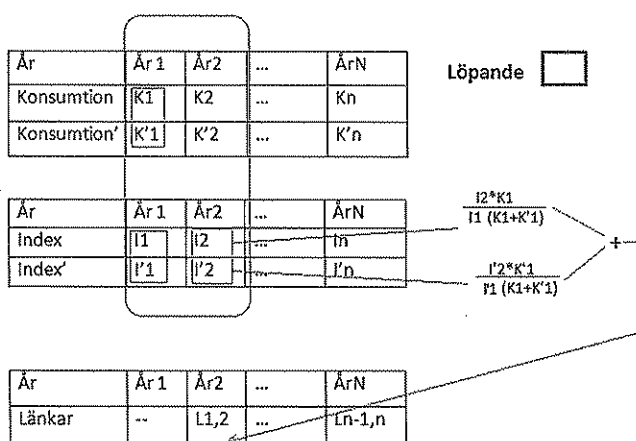 År År 1 År2 ... ÅrN
Konsumtion K1 K2 ... Kn
Konsumtion' K'1 K'2 ... K'n
Löpande
År År 1 År2 ... ÅrN
Index I1 I2 ... In
Index' I'1 I'2 ... I'n
I2*K1
I1 (K1+K'1)
+
I'2*K'1
I'1 (K1+K'1)
År År 1 År2 ... ÅrN
Länkar -- L1,2 ... Ln-1,n